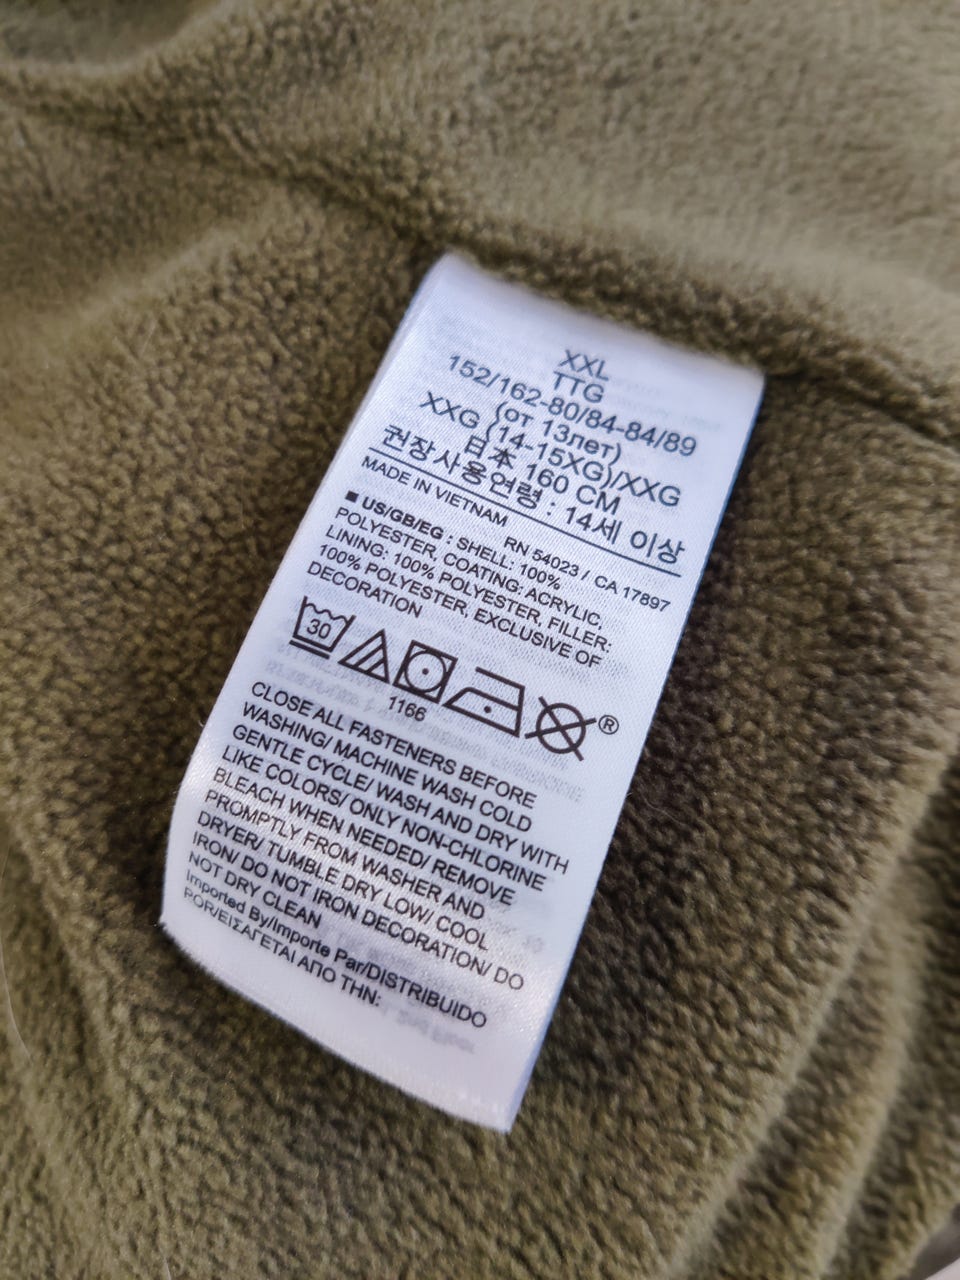 XXL
TTG
152/162-80/84-84/89
(от 13лет)
XXG (14-15XG)/XXG
日本 160 CM
권장사용연령 : 14세 이상
MADE IN VIETNAM
RN 54023 / CA 17897
■ US/GB/EG : SHELL: 100%
POLYESTER, COATING: ACRYLIC,
LINING: 100% POLYESTER, FILLER:
100% POLYESTER, EXCLUSIVE OF
DECORATION
30
1166
®
CLOSE ALL FASTENERS BEFORE
WASHING/ MACHINE WASH COLD
GENTLE CYCLE/ WASH AND DRY WITH
LIKE COLORS/ ONLY NON-CHLORINE
BLEACH WHEN NEEDED/ REMOVE
PROMPTLY FROM WASHER AND
DRYER/ TUMBLE DRY LOW/ COOL
IRON/ DO NOT IRON DECORATION/ DO
NOT DRY CLEAN
Imported By/Importe Par/DISTRIBUIDO
POR/ΕΙΣΑΓΕΤΑΙ ΑΠΟ ΤΗΝ: